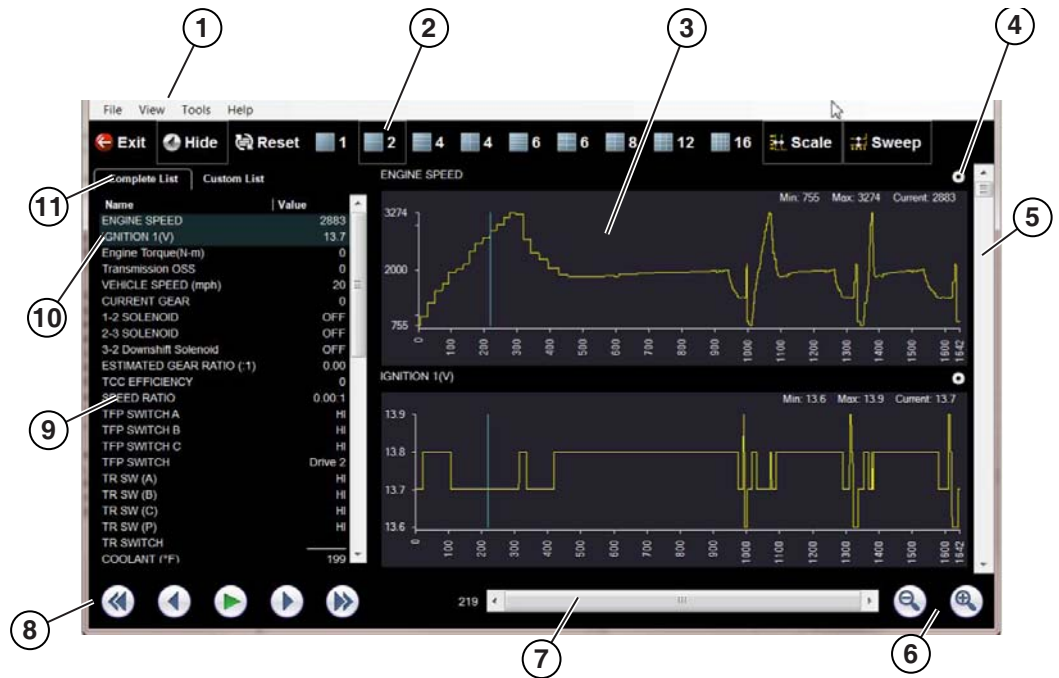 1
2
3
4
File View Tools Help
Exit Hide Reset 1 2 4 4 6 6 8 12 16 Scale Sweep
Complete List Custom List
ENGINE SPEED
11
5
Name Value
Min: 755 Max: 3274 Current: 2883
ENGINE SPEED 2883
IGNITION 1(V) 13.7
Engine Torque(N-m) 0
Transmission OSS 0
VEHICLE SPEED (mph) 20
CURRENT GEAR 0
1-2 SOLENOID OFF
2-3 SOLENOID OFF
3-2 Downshift Solenoid OFF
ESTIMATED GEAR RATIO (:1) 0.00
TCC EFFICIENCY 0
SPEED RATIO 0.00:1
TFP SWITCH A HI
TFP SWITCH B HI
TFP SWITCH C HI
TFP SWITCH Drive 2
TR SW (A) HI
TR SW (B) HI
TR SW (C) HI
TR SW (P) HI
TR SWITCH
COOLANT (°F) 199
10
9
3274
2000
755
0 100 200 300 400 500 600 700 800 900 1000 1100 1200 1300 1400 1500 1600 1642
IGNITION 1(V)
Min: 13.6 Max: 13.9 Current: 13.7
13.9
13.8
13.7
13.6
0 100 200 300 400 500 600 700 800 900 1000 1100 1200 1300 1400 1500 1600 1642
219
8
7
6